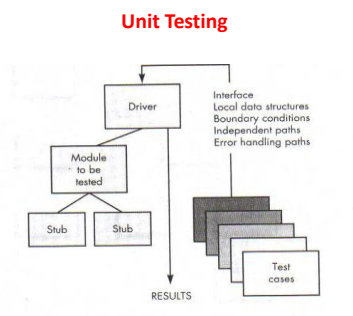 Unit Testing
Driver
Interface
Local data structures
Boundary conditions
Independent paths
Error handling paths
Module
to be
tested
Stub
Stub
Test
cases
RESULTS